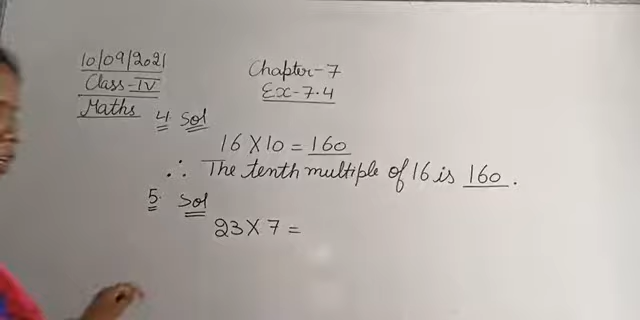 10/09/2021
Class-IV
Maths
Chapter-7
Ex-7.4
4. Sol
16 X 10 = 160
∴ The tenth multiple of 16 is 160.
5. Sol
23 X 7 =